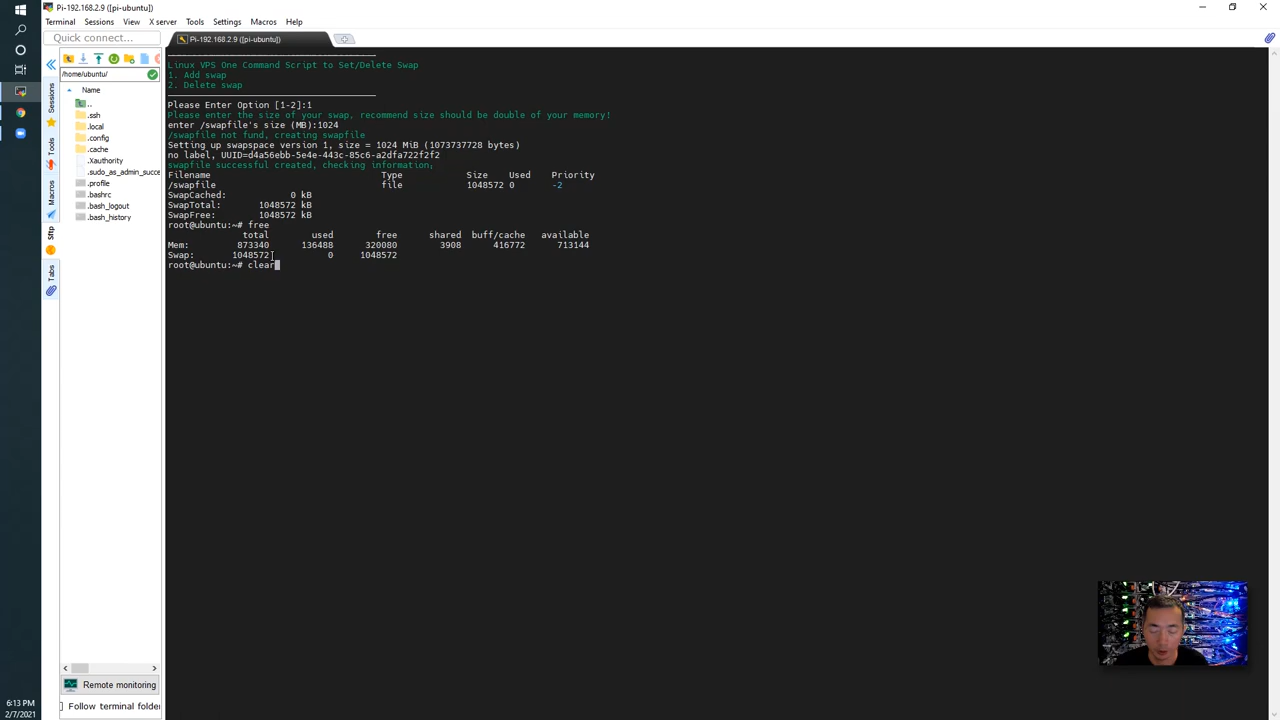 Pi-192.168.2.9 ([pi-ubuntu])
Terminal Sessions View X server Tools Settings Macros Help
Quick connect...
Pi-192.168.2.9 ([pi-ubuntu])
/home/ubuntu/
Name
..
.ssh
.local
.config
.cache
.Xauthority
.sudo_as_admin_succe
.profile
.bashrc
.bash_logout
.bash_history
Sessions
Tools
Macros
Sftp
Tabs
Linux VPS One Command Script to Set/Delete Swap
1. Add swap
2. Delete swap
Please Enter Option [1-2]:1
Please enter the size of your swap, recommend size should be double of your memory!
enter /swapfile's size (MB):1024
/swapfile not fund, creating swapfile
Setting up swapspace version 1, size = 1024 MiB (1073737728 bytes)
no label, UUID=d4a56ebb-5e4e-443c-85c6-a2dfa722f2f2
swapfile successful created, checking information;
Filename Type Size Used Priority
/swapfile file 1048572 0 -2
SwapCached: 0 kB
SwapTotal: 1048572 kB
SwapFree: 1048572 kB
root@ubuntu:~# free
total used free shared buff/cache available
Mem: 873340 136488 320080 3908 416772 713144
Swap: 1048572 0 1048572
root@ubuntu:~# clear
Remote monitoring
Follow terminal folder
6:13 PM
2/7/2021